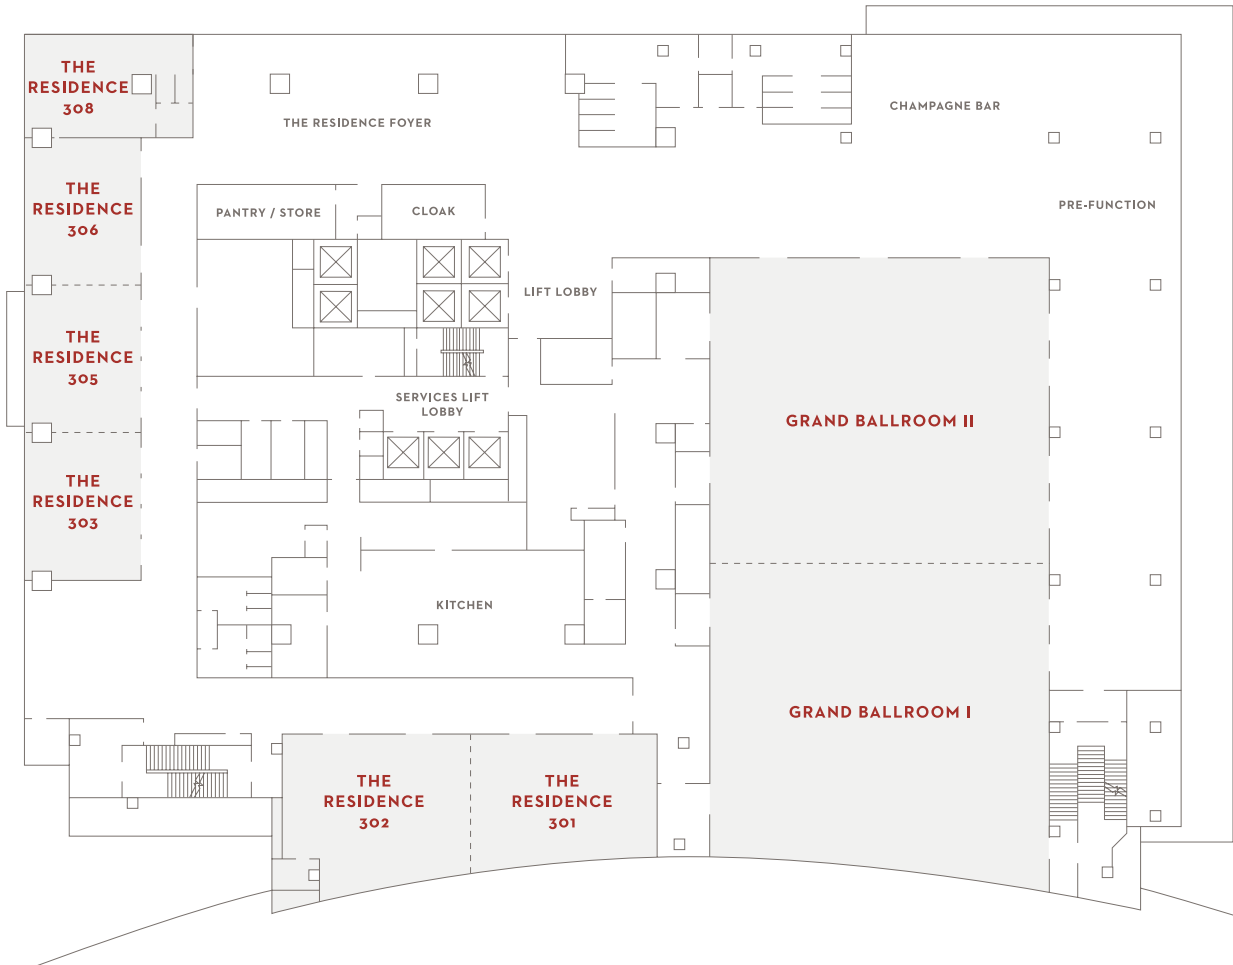 THE
RESIDENCE
308
THE RESIDENCE FOYER
CHAMPAGNE BAR
THE
RESIDENCE
306
PANTRY / STORE
CLOAK
PRE-FUNCTION
LIFT LOBBY
THE
RESIDENCE
305
SERVICES LIFT
LOBBY
GRAND BALLROOM II
THE
RESIDENCE
303
KITCHEN
GRAND BALLROOM I
THE
RESIDENCE
302
THE
RESIDENCE
301